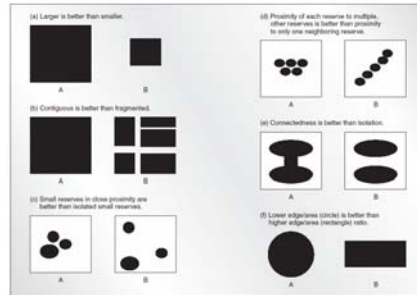 (a) Larger is better than smaller.
A
B
(b) Contiguous is better than fragmented.
A
B
(c) Small reserves in close proximity are
better than isolated small reserves.
A
B
(d) Proximity of each reserve to multiple,
other reserves is better than proximity
to only one neighboring reserve.
A
B
(e) Connectedness is better than isolation.
A
B
(f) Lower edge/area (circle) is better than
higher edge/area (rectangle) ratio.
A
B